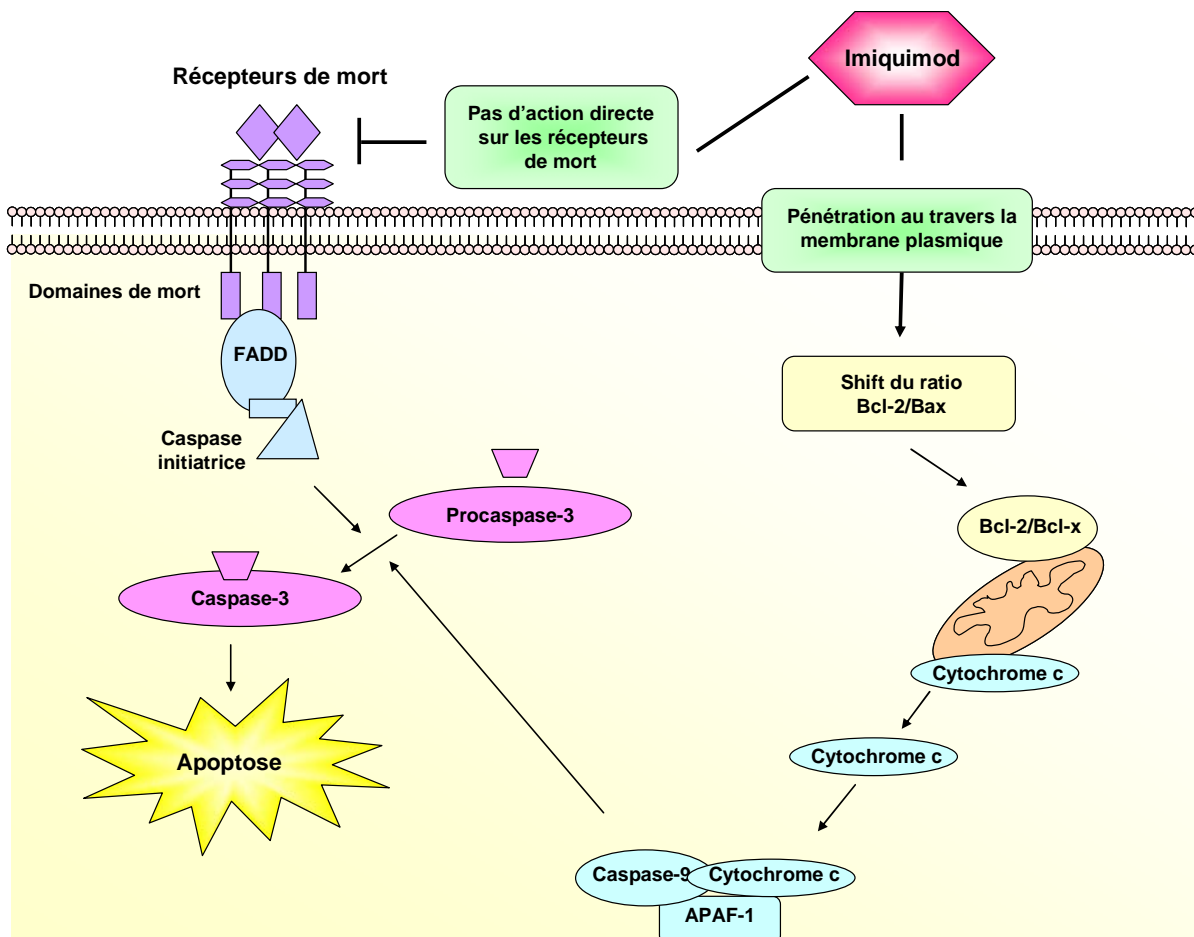 Imiquimod
Récepteurs de mort
Pas d'action directe
sur les récepteurs
de mort
Pénétration au travers la
membrane plasmique
Domaines de mort
FADD
Shift du ratio
Bcl-2/Bax
Caspase
initiatrice
Procaspase-3
Bcl-2/Bcl-x
Caspase-3
Cytochrome c
Apoptose
Cytochrome c
Caspase-9
Cytochrome c
APAF-1